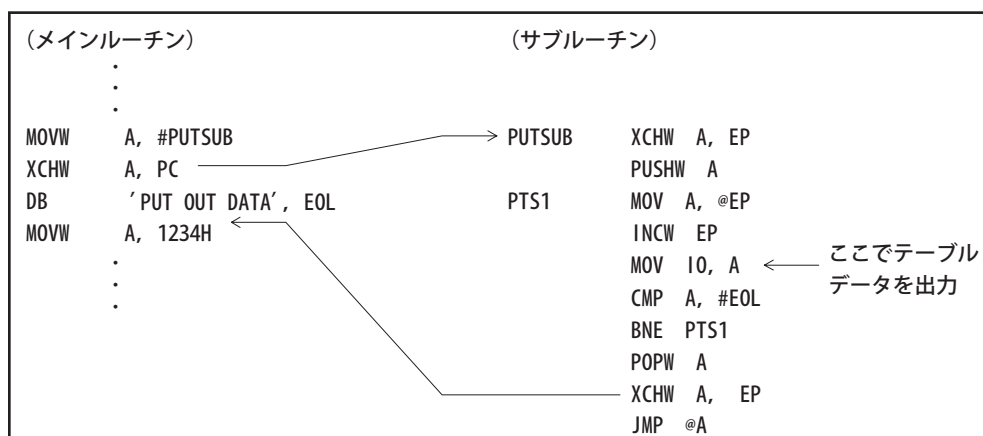 （メインルーチン）
・
・
・
MOVW A, #PUTSUB
XCHW A, PC
DB ´PUT OUT DATA´, EOL
MOVW A, 1234H
・
・
・
（サブルーチン）
PUTSUB XCHW A, EP
PUSHW A
PTS1 MOV A, @EP
INCW EP
MOV IO, A
CMP A, #EOL
BNE PTS1
POPW A
XCHW A, EP
JMP @A
ここでテーブル
データを出力